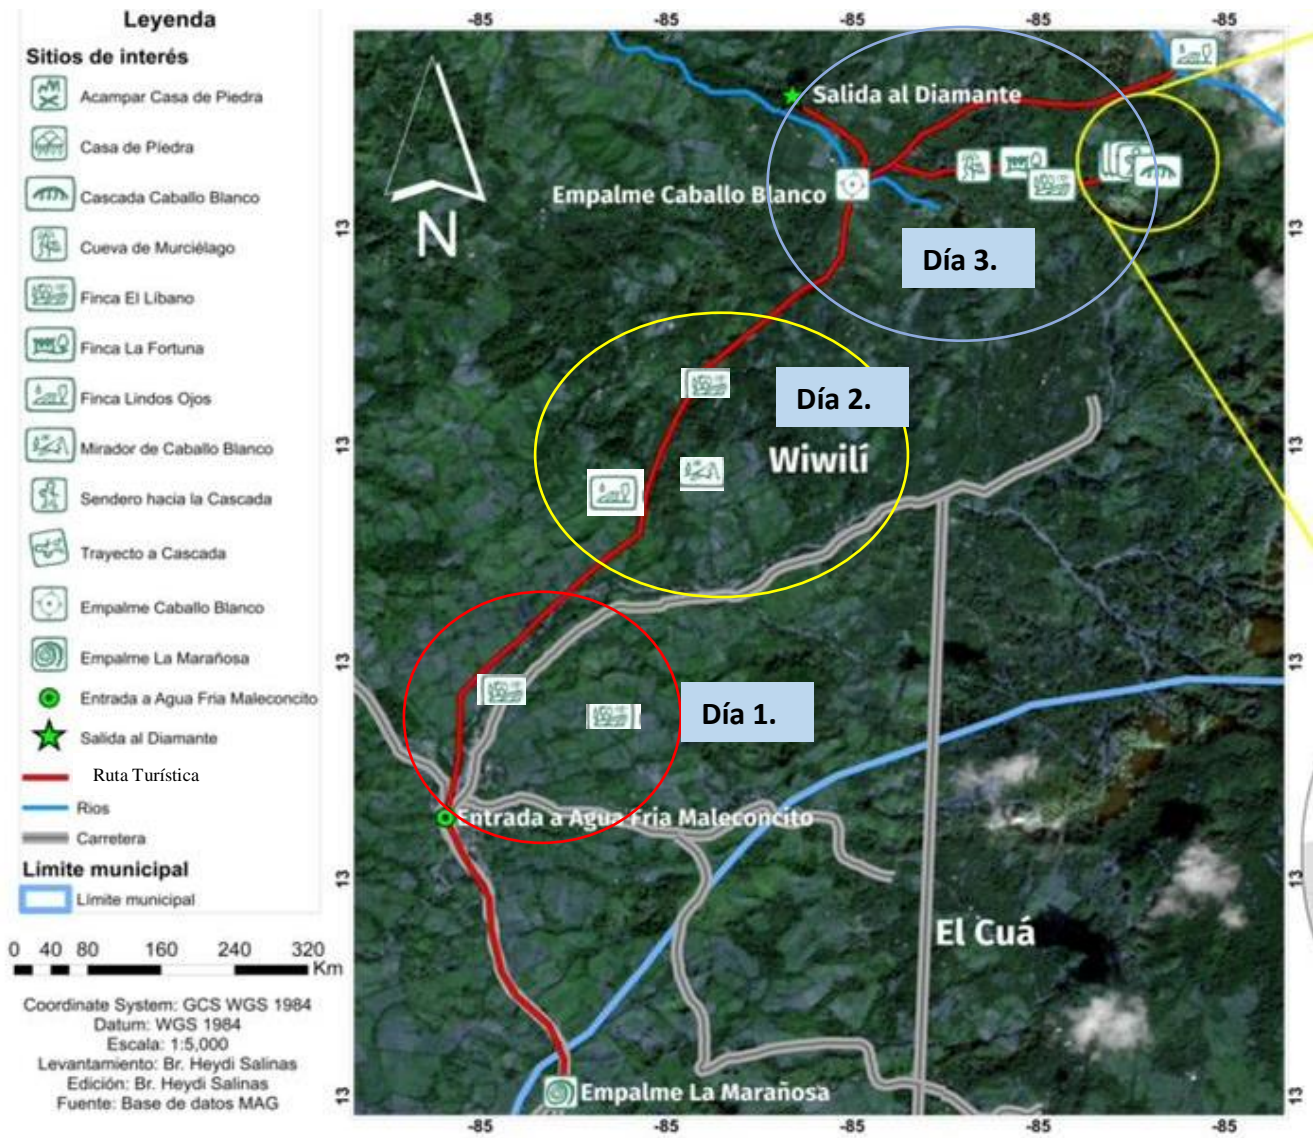 Leyenda
Sitios de interés
Acampar Casa de Piedra
Casa de Piedra
Cascada Caballo Blanco
Cueva de Murciélago
Finca El Líbano
Finca La Fortuna
Finca Lindos Ojos
Mirador de Caballo Blanco
Sendero hacia la Cascada
Trayecto a Cascada
Empalme Caballo Blanco
Empalme La Marañosa
Entrada a Agua Fria Maleconcito
Salida al Diamante
Ruta Turística
Rios
Carretera
Límite municipal
Límite municipal
0 40 80 160 240 320
Km
Coordinate System: GCS WGS 1984
Datum: WGS 1984
Escala: 1:5,000
Levantamiento: Br. Heydi Salinas
Edición: Br. Heydi Salinas
Fuente: Base de datos MAG
-85 -85 -85 -85 -85
Salida al Diamante
Empalme Caballo Blanco
N
13 13
Día 3.
Día 2.
13 13
Wiwilí
13 13
Día 1.
Entrada a Agua Fria Maleconcito
13 13
El Cuá
Empalme La Marañosa
13 13
-85 -85 -85 -85 -85